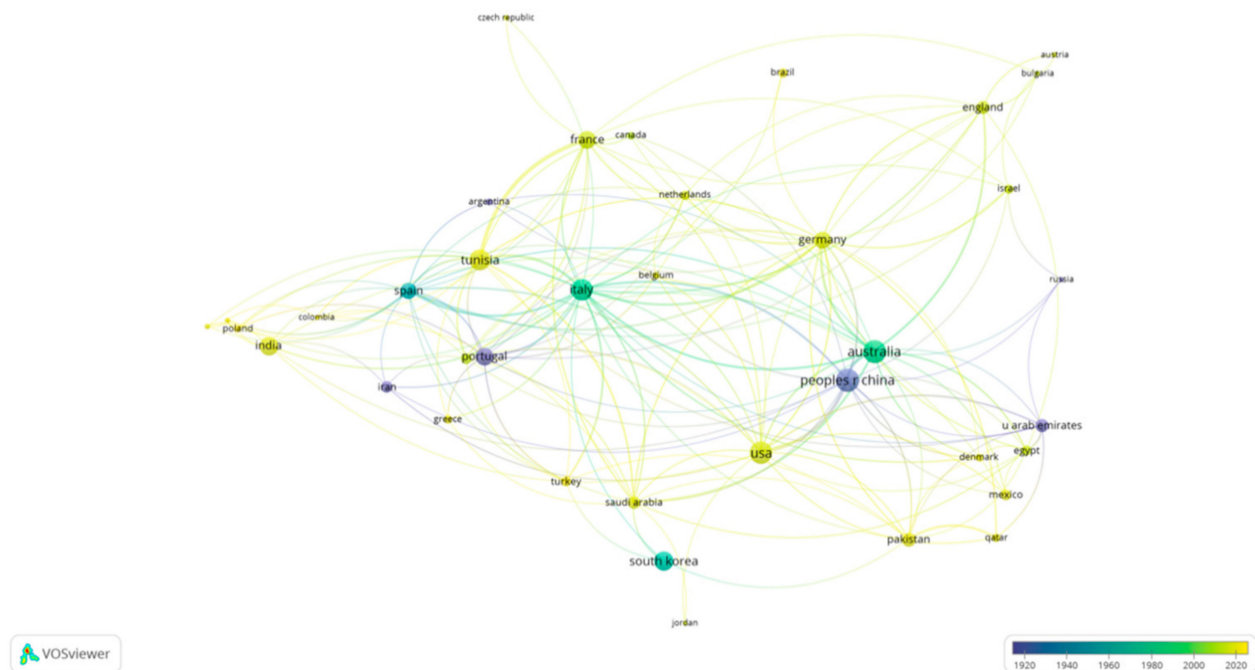 czech republic
austria
brazil
bulgaria
england
canada
france
israel
netherlands
argentina
germany
tunisia
belgium
russia
spain
italy
colombia
poland
india
australia
portugal
peoples r china
iran
greece
u arab emirates
egypt
usa
denmark
turkey
mexico
saudi arabia
pakistan
qatar
south korea
jordan
VOSviewer
1920 1940 1960 1980 2000 2020